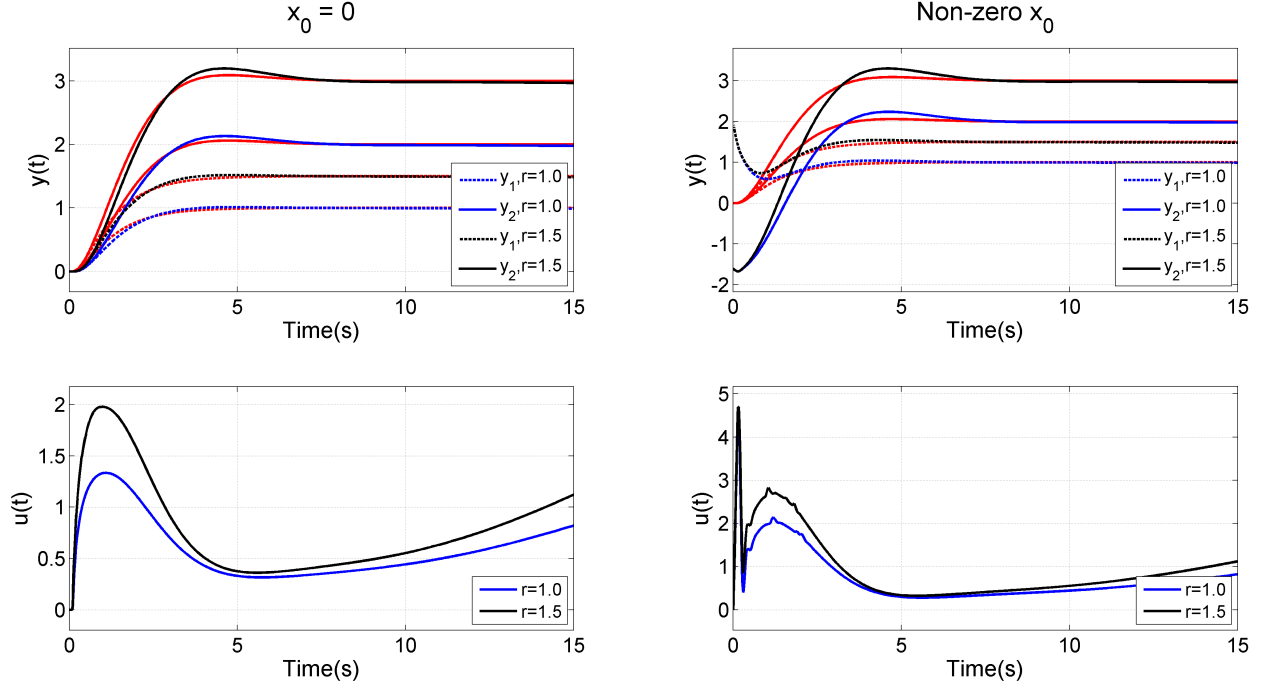 x0 = 0
3
2
1
0
y(t)
y1,r=1.0
y2,r=1.0
y1,r=1.5
y2,r=1.5
0 5 10 15
Time(s)
Non-zero x0
3
2
1
0
-1
-2
y(t)
y1,r=1.0
y2,r=1.0
y1,r=1.5
y2,r=1.5
0 5 10 15
Time(s)
2
1.5
1
0.5
0
u(t)
r=1.0
r=1.5
0 5 10 15
Time(s)
5
4
3
2
1
0
u(t)
r=1.0
r=1.5
0 5 10 15
Time(s)